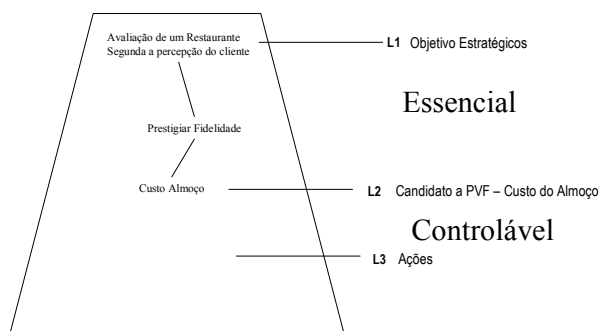 Avaliação de um Restaurante
Segunda a percepção do cliente
L1 Objetivo Estratégicos
Essencial
Prestigiar Fidelidade
Custo Almoço
L2 Candidato a PVF – Custo do Almoço
Controlável
L3 Ações